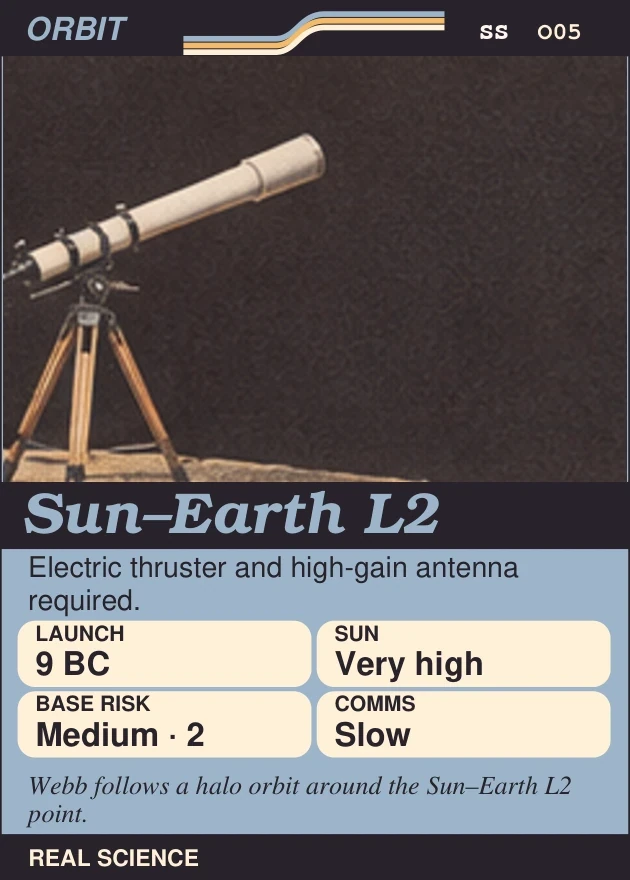 ORBIT
SS 005
Sun–Earth L2
Electric thruster and high-gain antenna
required.
LAUNCH
9 BC
SUN
Very high
BASE RISK
Medium · 2
COMMS
Slow
Webb follows a halo orbit around the Sun–Earth L2
point.
REAL SCIENCE